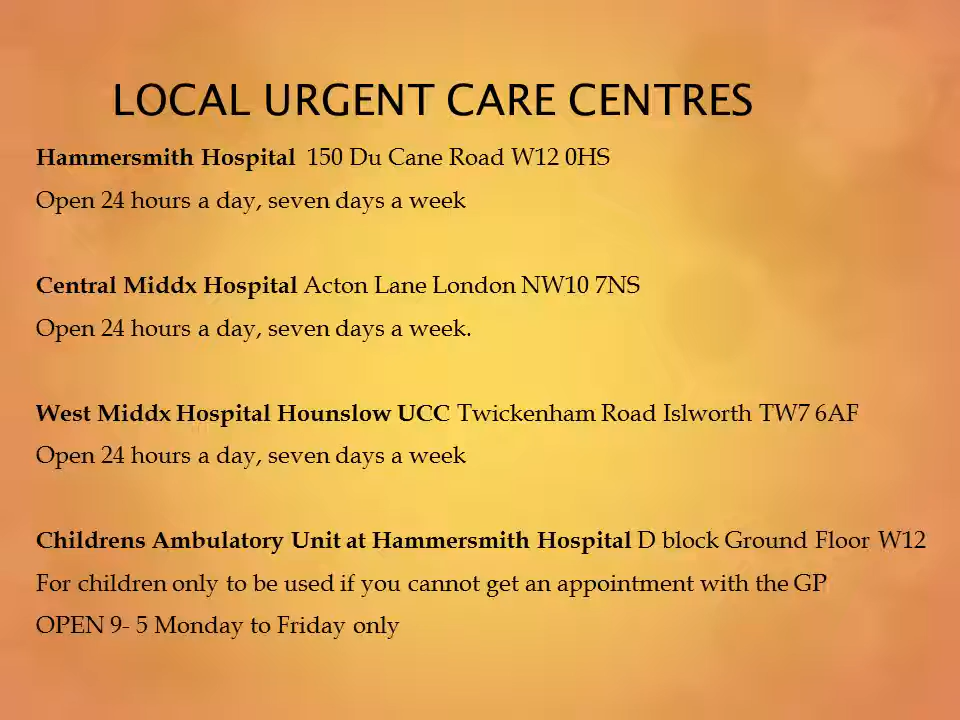 LOCAL URGENT CARE CENTRES
Hammersmith Hospital 150 Du Cane Road W12 0HS
Open 24 hours a day, seven days a week
Central Middx Hospital Acton Lane London NW10 7NS
Open 24 hours a day, seven days a week.
West Middx Hospital Hounslow UCC Twickenham Road Islworth TW7 6AF
Open 24 hours a day, seven days a week
Childrens Ambulatory Unit at Hammersmith Hospital D block Ground Floor W12
For children only to be used if you cannot get an appointment with the GP
OPEN 9- 5 Monday to Friday only